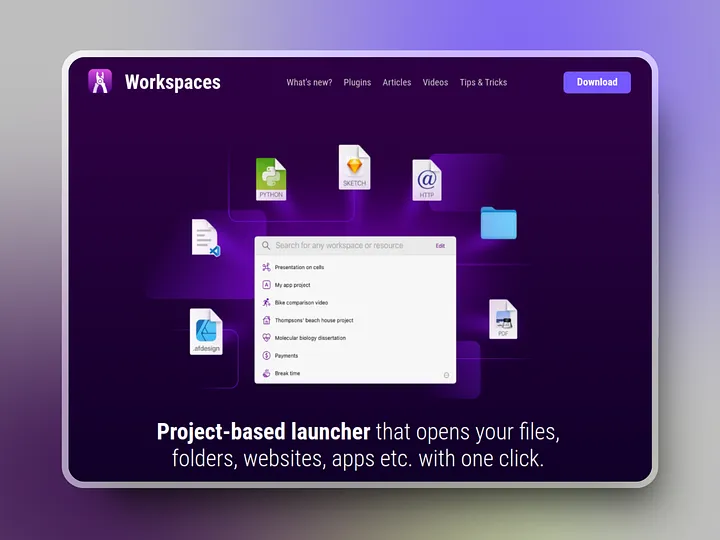 Workspaces
What's new? Plugins Articles Videos Tips & Tricks
Download
PYTHON
SKETCH
@
HTTP
Search for any workspace or resource
Edit
Presentation on cells
A
My app project
Bike comparison video
Thompsons' beach house project
Molecular biology dissertation
$
Payments
Break time
.afdesign
PDF
Project-based launcher that opens your files,
folders, websites, apps etc. with one click.